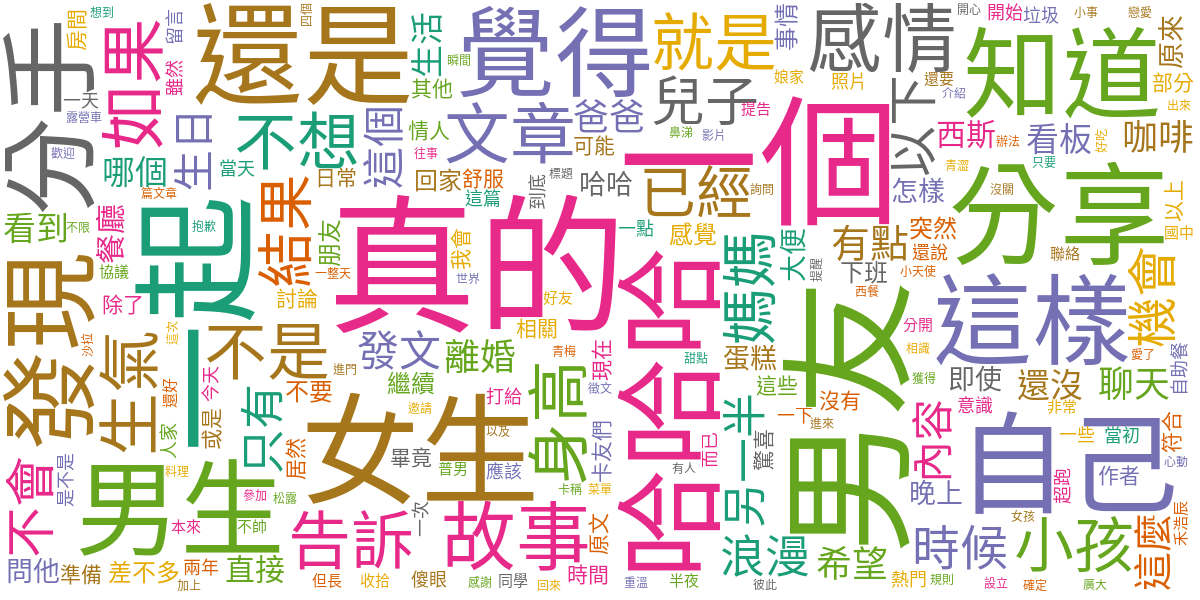 想到
房間
留言
四個
還是
覺得
就是
事情
感情
開心
開始
垃圾
小事
戀愛
原來
分手
如果
雖然
生活
瞬間
其他
兒子
娘家
照片
以下
還要
介紹
知道
部分
出來
一天
露營車
歡迎
生日
不想
這個
情人
文章
爸爸
提告
鼻涕
影片
可能
一個
西斯
辦法
看板
好吃
咖啡
哪個
當天
往事
回家
舒服
標題
到底
哈哈
已經
詢問
青澀
只要
篇文章
日常
這篇
怎樣
沒關
分享
國中
以上
看到
不限
餐廳
一起
抱歉
結果
朋友
真的
我會
一點
感覺
媽媽
大便
有點
突然
還說
聯絡
協議
一整天
世界
提醒
下班
小天使
機會
發現
除了
討論
好友
哈哈哈
男友
西餐
這樣
沙拉
這次
生氣
不是
發文
相關
離婚
青梅
現在
甜點
蛋糕
分開
相識
愛了
自助餐
進門
還好
今天
只有
不要
繼續
邀請
打給
身高
徵文
這些
獲得
即使
還沒
聊天
人家
或是
女生
以及
另一半
一下
進來
沒有
內容
意識
非常
自己
一些
當初
符合
不會
是不是
男生
料理
居然
畢竟
普男
應該
卡友們
而已
驚喜
有人
作者
心動
參加
松露
卡稱
菜單
晚上
超跑
本來
不帥
告訴
一次
故事
原文
浪漫
時候
女孩
小孩
這麼
禾浩辰
問他
準備
差不多
兩年
加上
直接
但長
收拾
傻眼
感謝
同學
回來
時間
重溫
半夜
彼此
希望
熱門
規則
設立
確定
廣大